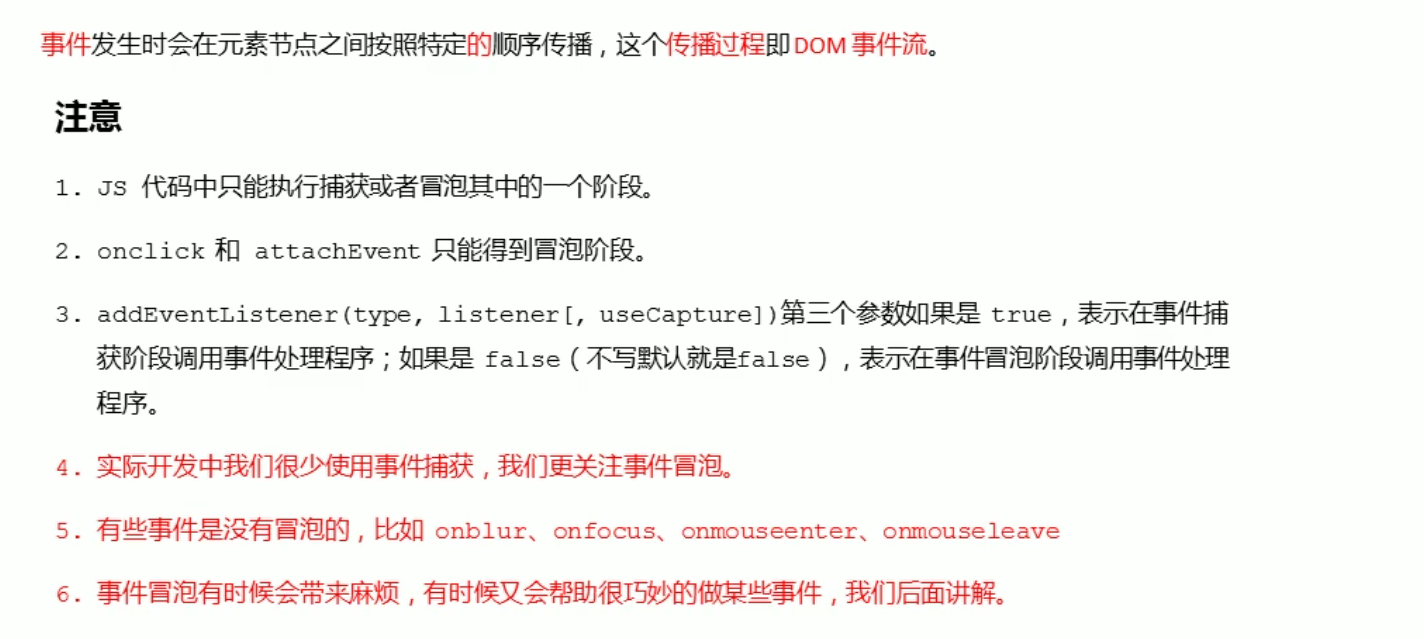 事件发生时会在元素节点之间按照特定的顺序传播，这个传播过程即DOM 事件流。
注意
1. JS 代码中只能执行捕获或者冒泡其中的一个阶段。
2. onclick 和 attachEvent 只能得到冒泡阶段。
3. addEventListener(type, listener[, useCapture])第三个参数如果是 true，表示在事件捕
获阶段调用事件处理程序；如果是 false（不写默认就是false），表示在事件冒泡阶段调用事件处理
程序。
4. 实际开发中我们很少使用事件捕获，我们更关注事件冒泡。
5. 有些事件是没有冒泡的，比如 onblur、onfocus、onmouseenter、onmouseleave
6. 事件冒泡有时候会带来麻烦，有时候又会帮助很巧妙的做某些事件，我们后面讲解。